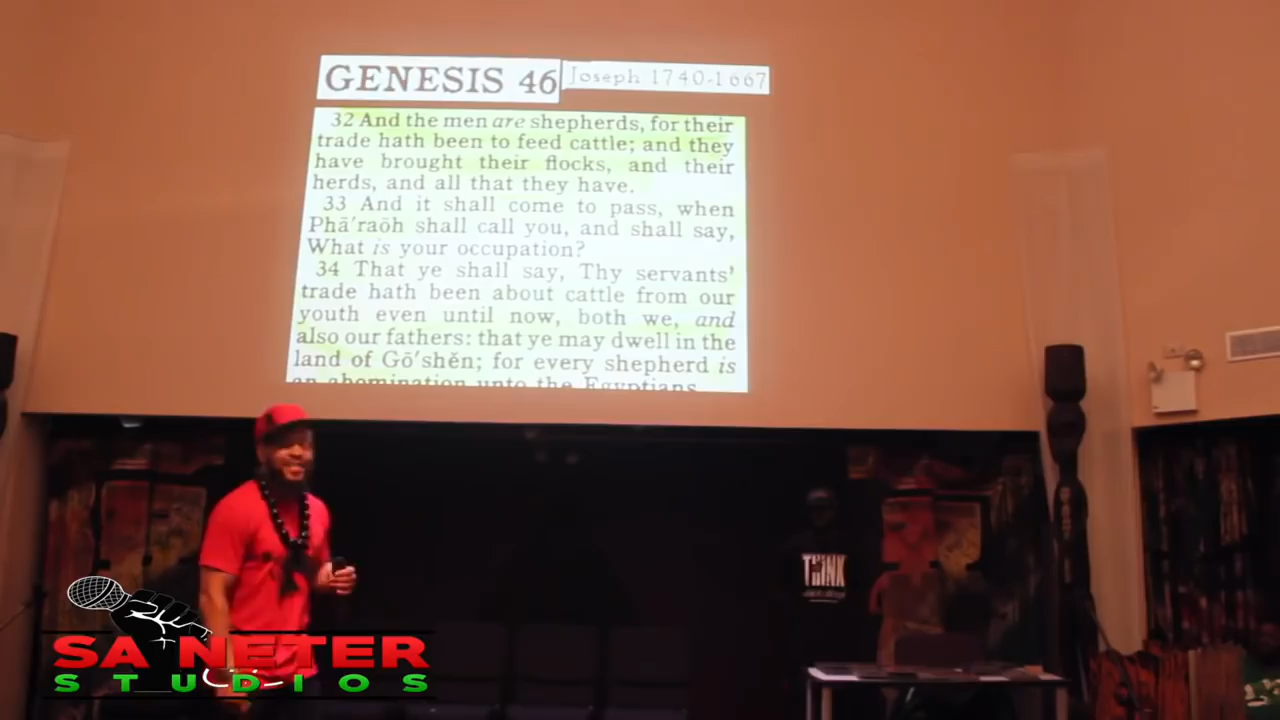 GENESIS 46
Joseph 1740-1667
32 And the men are shepherds, for their
trade hath been to feed cattle; and they
have brought their flocks, and their
herds, and all that they have.
33 And it shall come to pass, when
Phā′raōh shall call you, and shall say,
What is your occupation?
34 That ye shall say, Thy servants'
trade hath been about cattle from our
youth even until now, both we, and
also our fathers: that ye may dwell in the
land of Gō′shĕn; for every shepherd is
an abomination unto the Egyptians.
THINK
SA NETER
STUDIOS